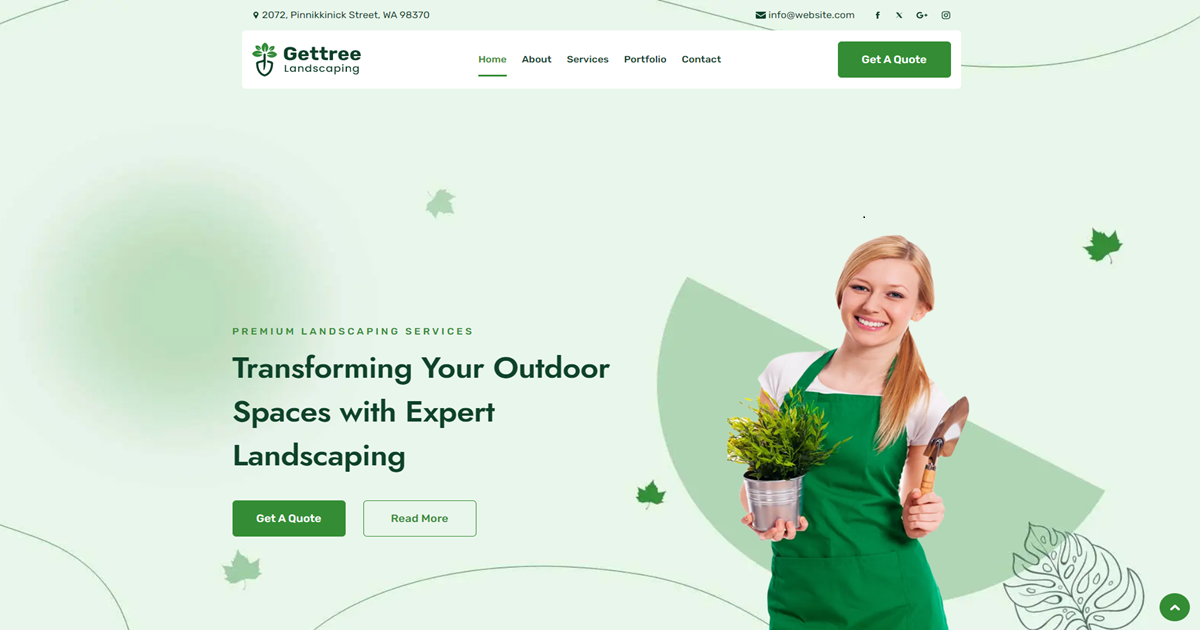 2072, Pinnikkinick Street, WA 98370
info@website.com
Gettree
Landscaping
Home About Services Portfolio Contact
Get A Quote
PREMIUM LANDSCAPING SERVICES
Transforming Your Outdoor
Spaces with Expert
Landscaping
Get A Quote
Read More